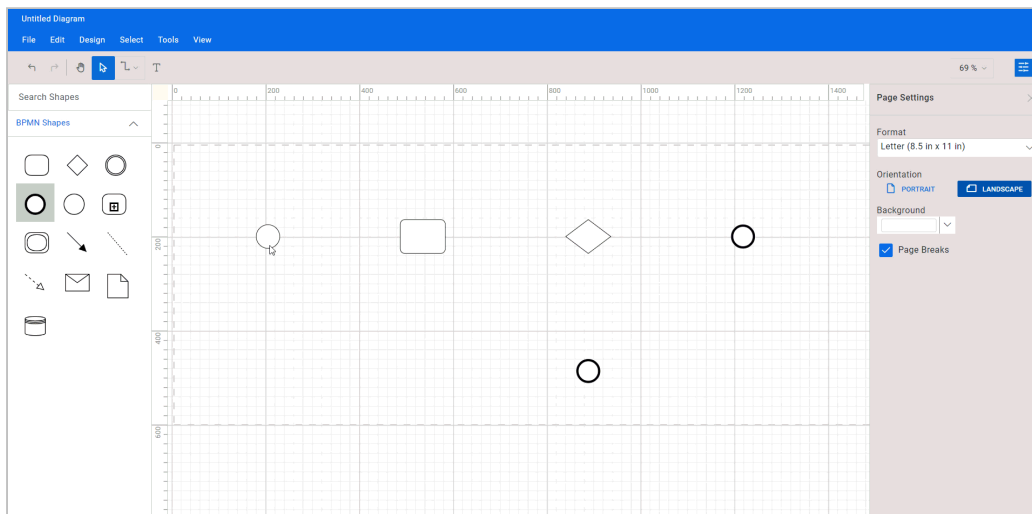 Untitled Diagram
File Edit Design Select Tools View
T
69 %
Search Shapes
BPMN Shapes
0 200 400 600 800 1000 1200 1400
0
200
400
600
Page Settings
Format
Letter (8.5 in x 11 in)
Orientation
PORTRAIT LANDSCAPE
Background
Page Breaks